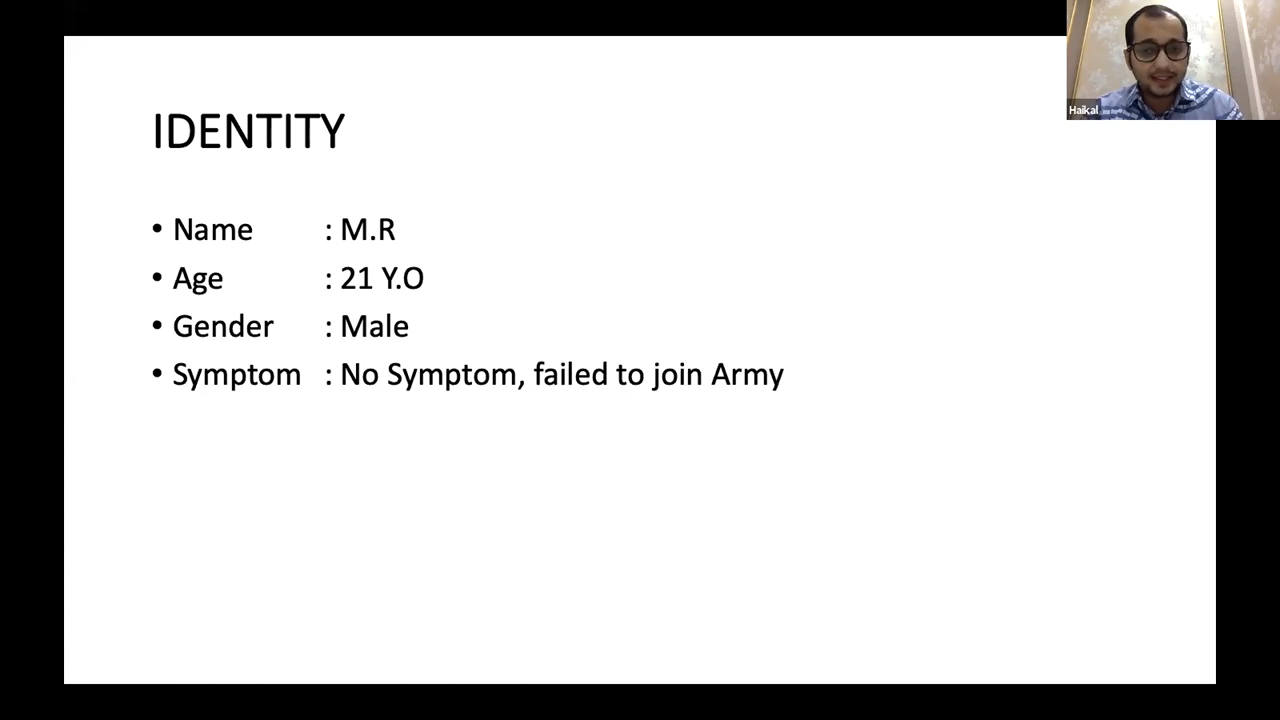 Haikal
IDENTITY
• Name : M.R
• Age : 21 Y.O
• Gender : Male
• Symptom : No Symptom, failed to join Army